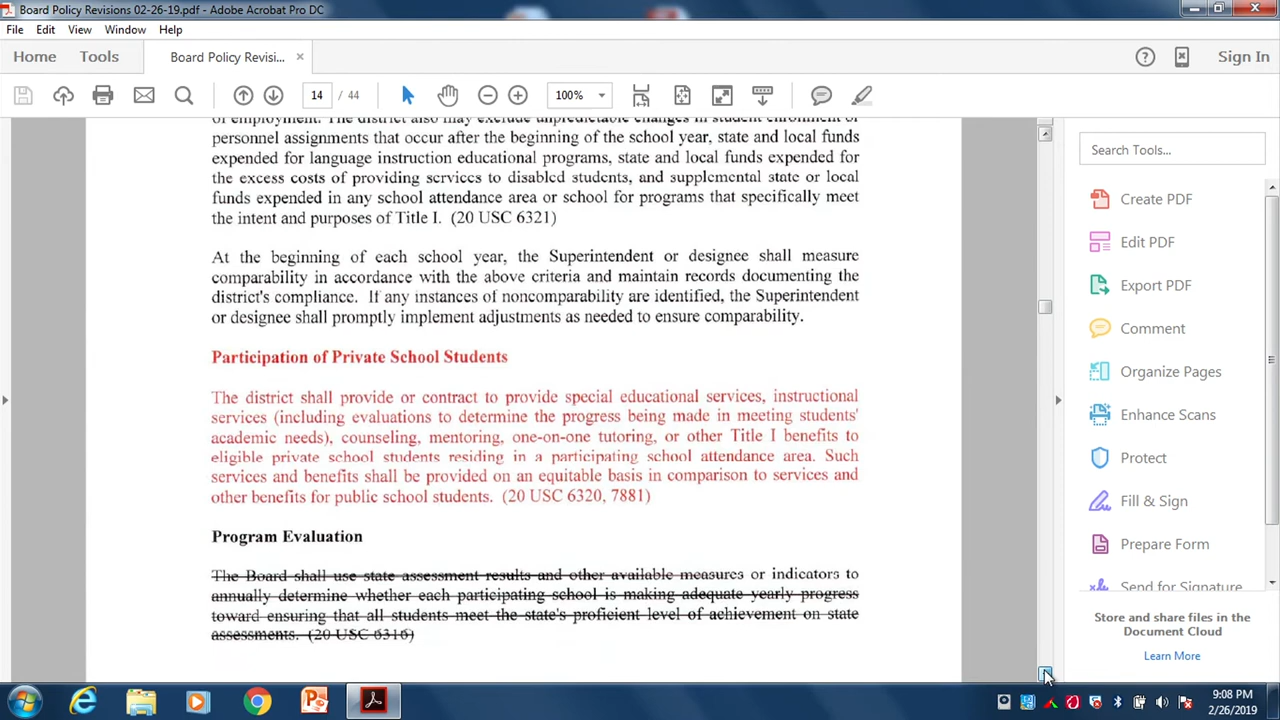 Board Policy Revisions 02-26-19.pdf - Adobe Acrobat Pro DC
File Edit View Window Help
Home Tools Board Policy Revisi... × Sign In
14 / 44 100%
of employment. The district also may exclude unpredictable changes in student enrollment or
personnel assignments that occur after the beginning of the school year, state and local funds
expended for language instruction educational programs, state and local funds expended for
the excess costs of providing services to disabled students, and supplemental state or local
funds expended in any school attendance area or school for programs that specifically meet
the intent and purposes of Title I. (20 USC 6321)
At the beginning of each school year, the Superintendent or designee shall measure
comparability in accordance with the above criteria and maintain records documenting the
district's compliance. If any instances of noncomparability are identified, the Superintendent
or designee shall promptly implement adjustments as needed to ensure comparability.
Participation of Private School Students
The district shall provide or contract to provide special educational services, instructional
services (including evaluations to determine the progress being made in meeting students'
academic needs), counseling, mentoring, one-on-one tutoring, or other Title I benefits to
eligible private school students residing in a participating school attendance area. Such
services and benefits shall be provided on an equitable basis in comparison to services and
other benefits for public school students. (20 USC 6320, 7881)
Program Evaluation
The Board shall use state assessment results and other available measures or indicators to
annually determine whether each participating school is making adequate yearly progress
toward ensuring that all students meet the state's proficient level of achievement on state
assessments. (20 USC 6316)
Search Tools...
Create PDF
Edit PDF
Export PDF
Comment
Organize Pages
Enhance Scans
Protect
Fill & Sign
Prepare Form
Send for Signature
Store and share files in the
Document Cloud
Learn More
9:08 PM
2/26/2019